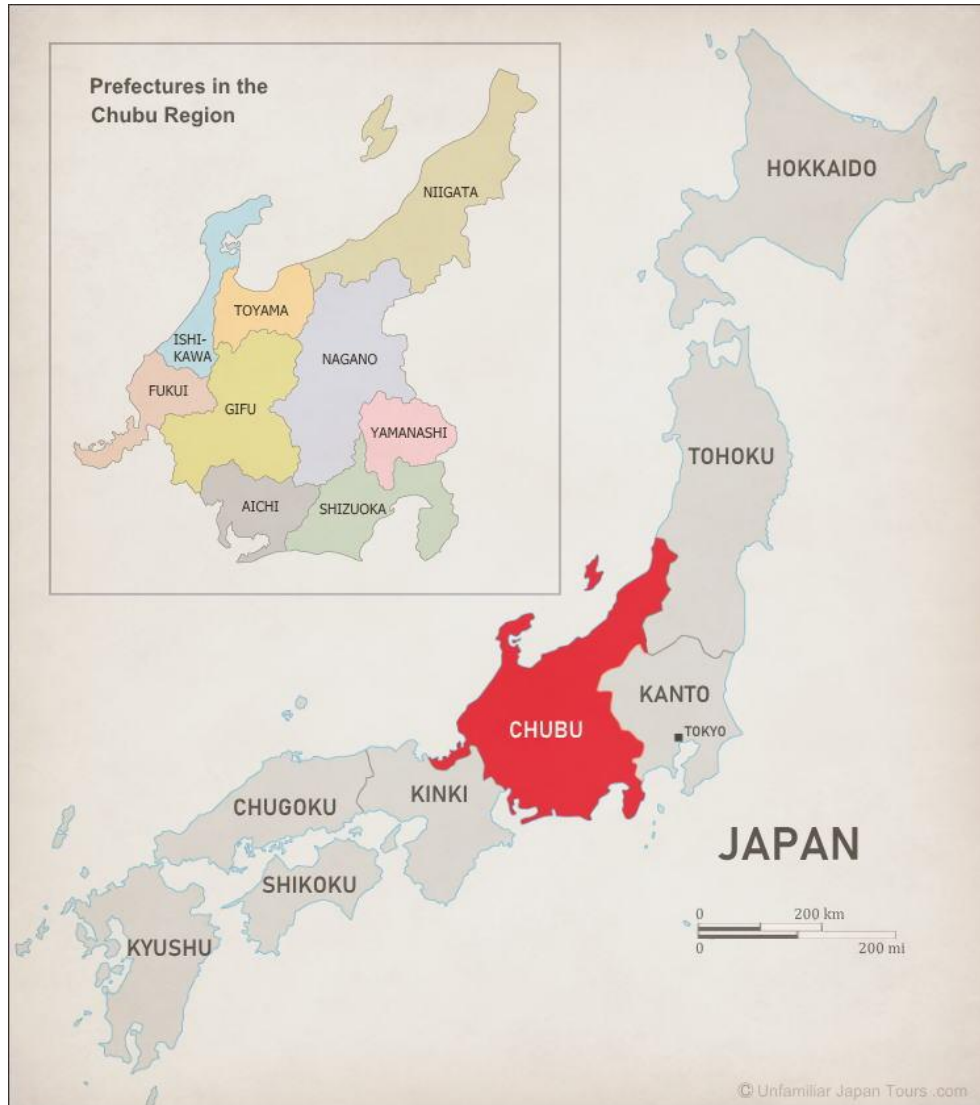 Prefectures in the
Chubu Region
NIIGATA
TOYAMA
ISHI-
KAWA
NAGANO
FUKUI
GIFU
YAMANASHI
AICHI
SHIZUOKA
HOKKAIDO
TOHOKU
KANTO
TOKYO
CHUBU
KINKI
CHUGOKU
SHIKOKU
KYUSHU
JAPAN
0 200 km
0 200 mi
© Unfamiliar Japan Tours .com